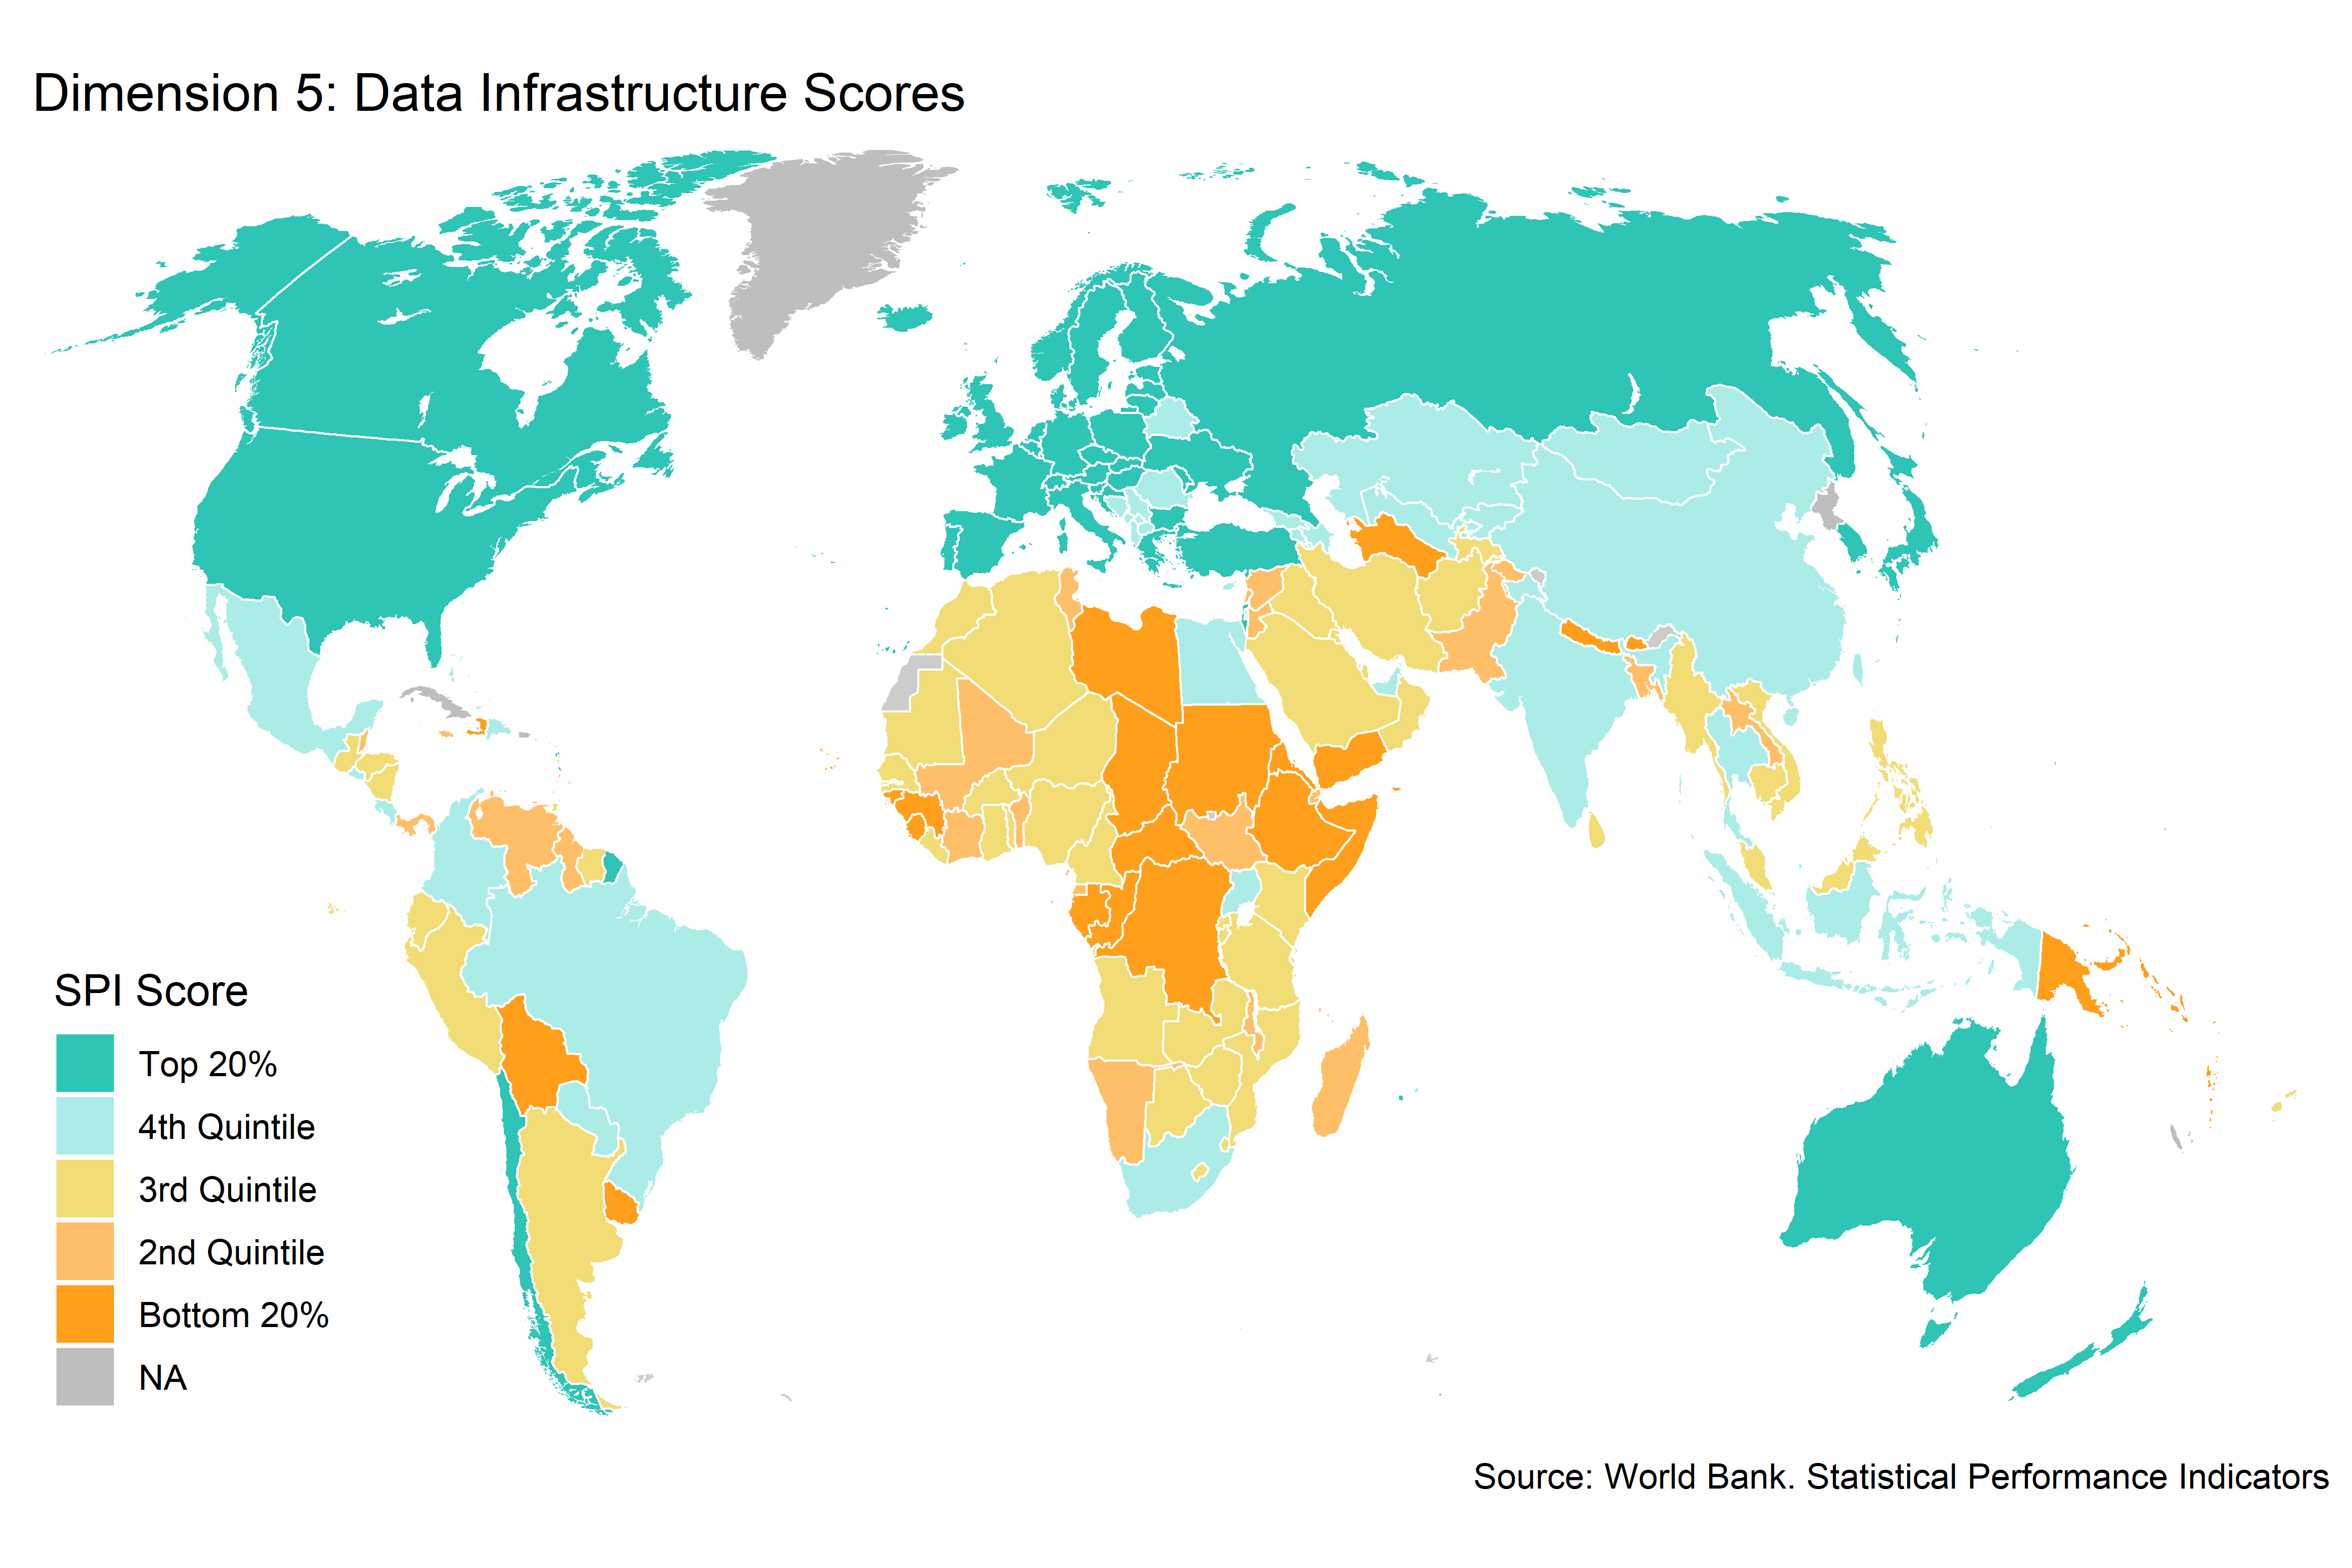 Dimension 5: Data Infrastructure Scores
SPI Score
Top 20%
4th Quintile
3rd Quintile
2nd Quintile
Bottom 20%
NA
Source: World Bank. Statistical Performance Indicators